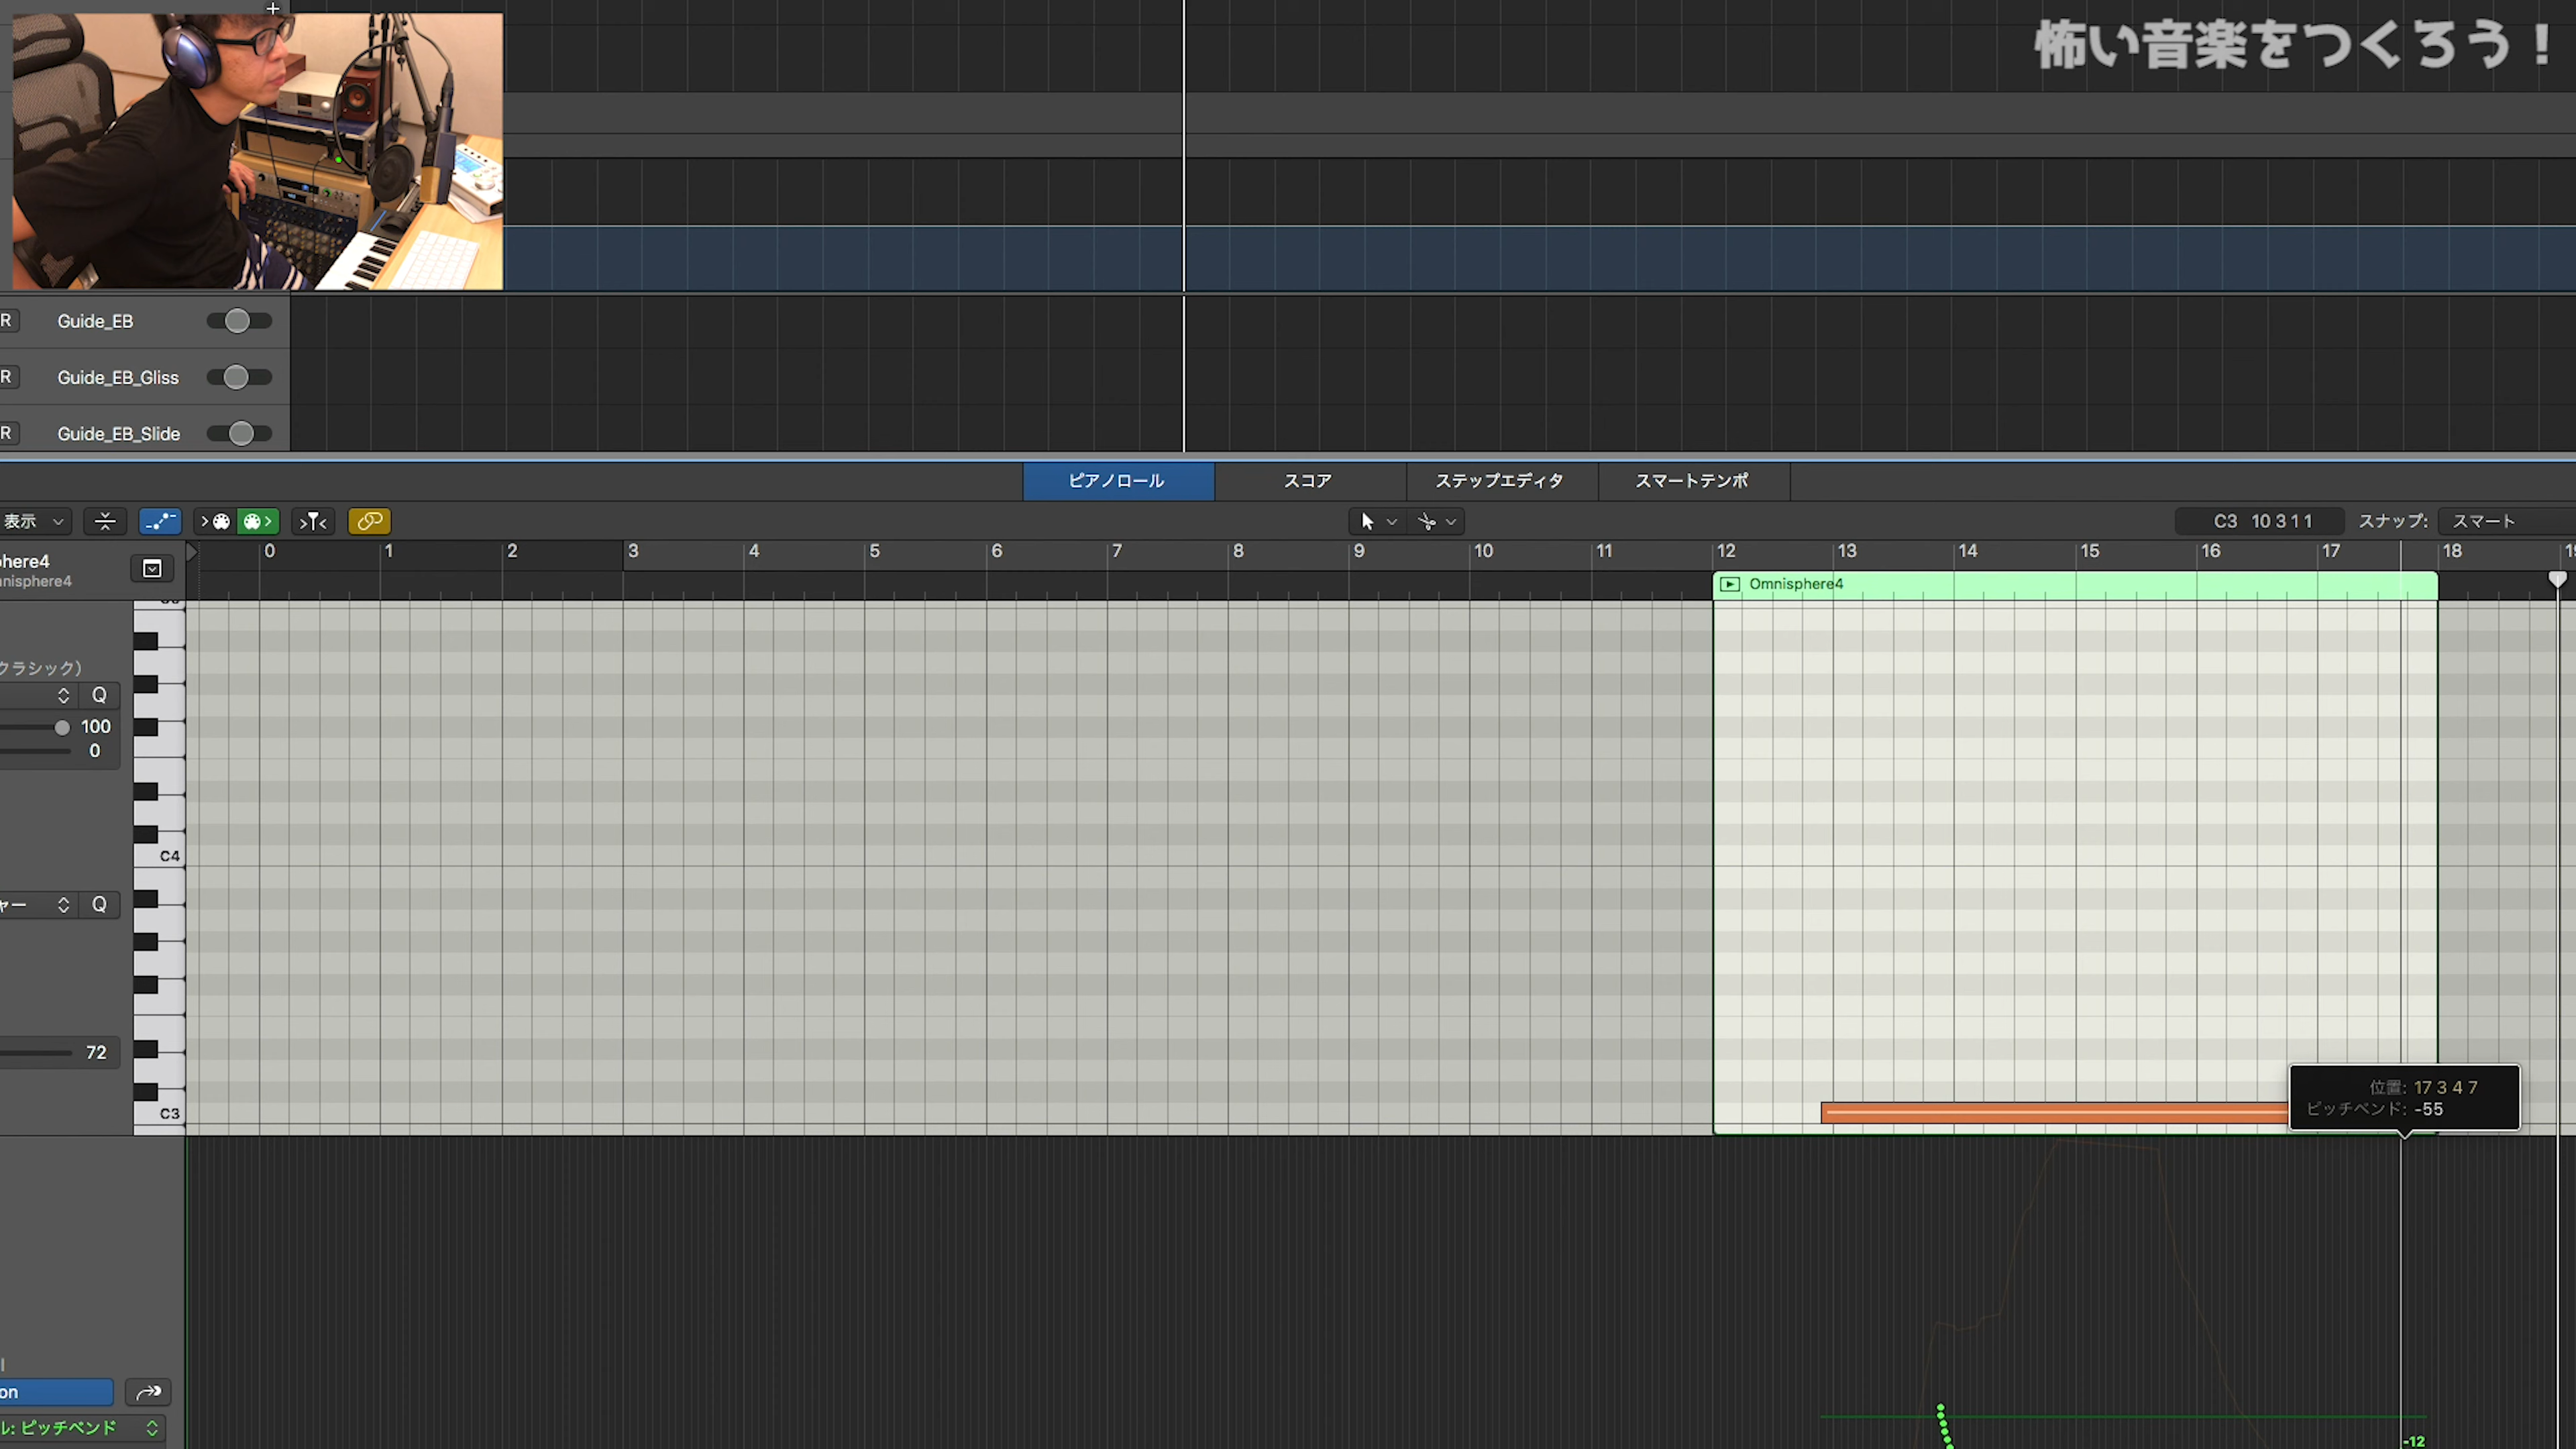 怖い音楽をつくろう！
R Guide_EB
R Guide_EB_Gliss
R Guide_EB_Slide
ピアノロール スコア ステップエディタ スマートテンポ
表示 C3 10 3 1 1 スナップ: スマート
0 1 2 3 4 5 6 7 8 9 10 11 12 13 14 15 16 17 18 19
here4
nisphere4
Omnisphere4
クラシック)
Q
100
0
C4
ャー Q
72
C3
位置: 17 3 4 7
ピッチベンド: -55
on
ル: ピッチベンド
-12